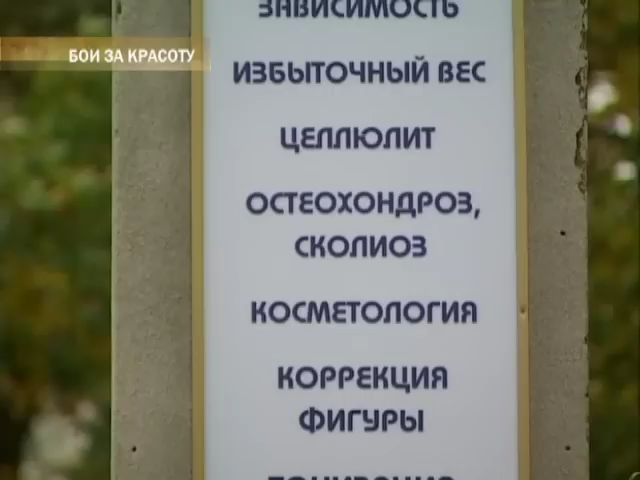 ЗАВИСИМОСТЬ
БОИ ЗА КРАСОТУ
ИЗБЫТОЧНЫЙ ВЕС
ЦЕЛЛЮЛИТ
ОСТЕОХОНДРОЗ,
СКОЛИОЗ
КОСМЕТОЛОГИЯ
КОРРЕКЦИЯ
ФИГУРЫ